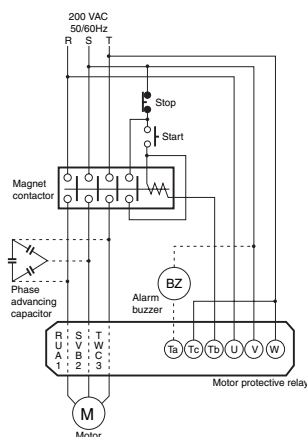 200 VAC
50/60Hz
R S T
Stop
Start
Magnet
contactor
Phase
advancing
capacitor
BZ
Alarm
buzzer
R S T
U V W
A B C
1 2 3
Ta Tc Tb U V W
Motor protective relay
M
Motor